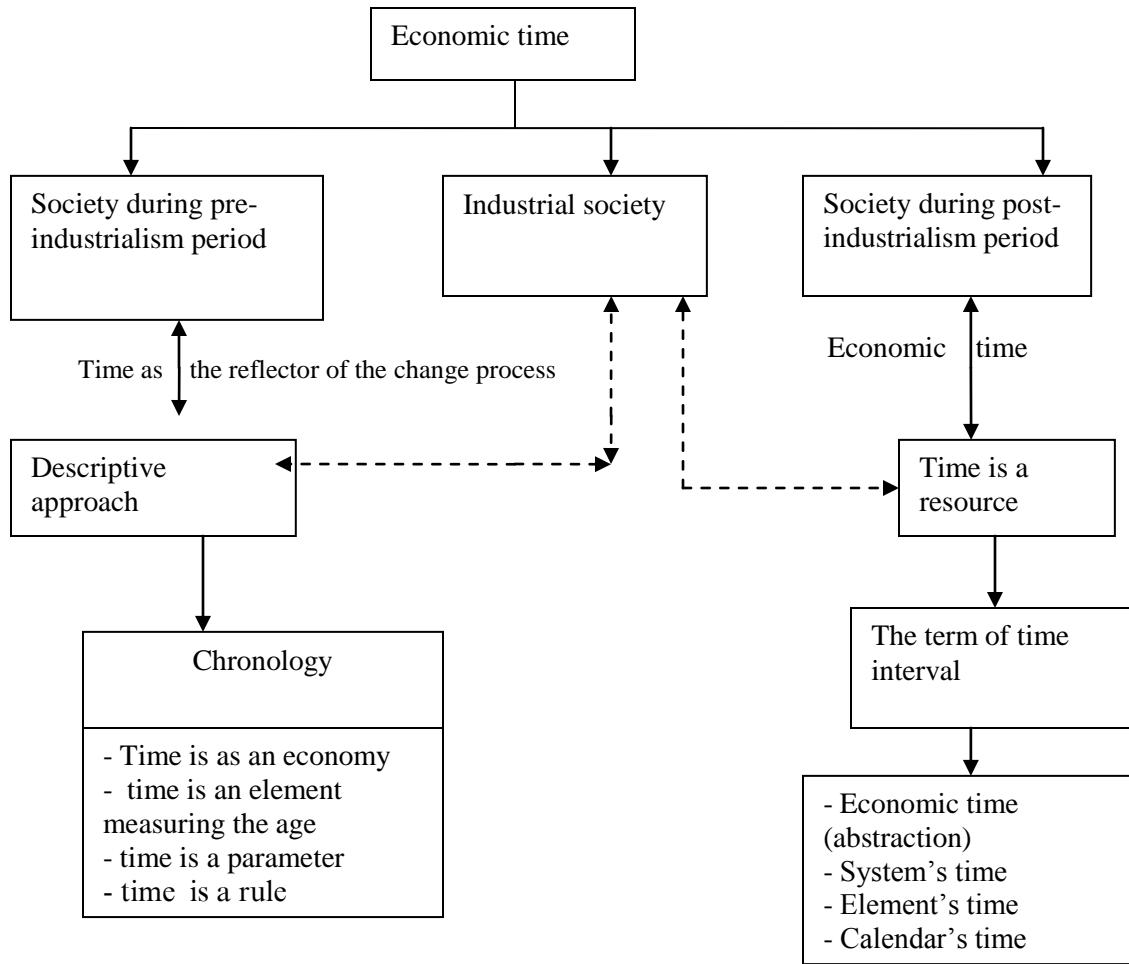 Economic time
Society during pre-
industrialism period
Industrial society
Society during post-
industrialism period
Time as the reflector of the change process
Economic time
Descriptive
approach
Time is a
resource
Chronology
- Time is as an economy
- time is an element
measuring the age
- time is a parameter
- time is a rule
The term of time
interval
- Economic time
(abstraction)
- System's time
- Element's time
- Calendar's time